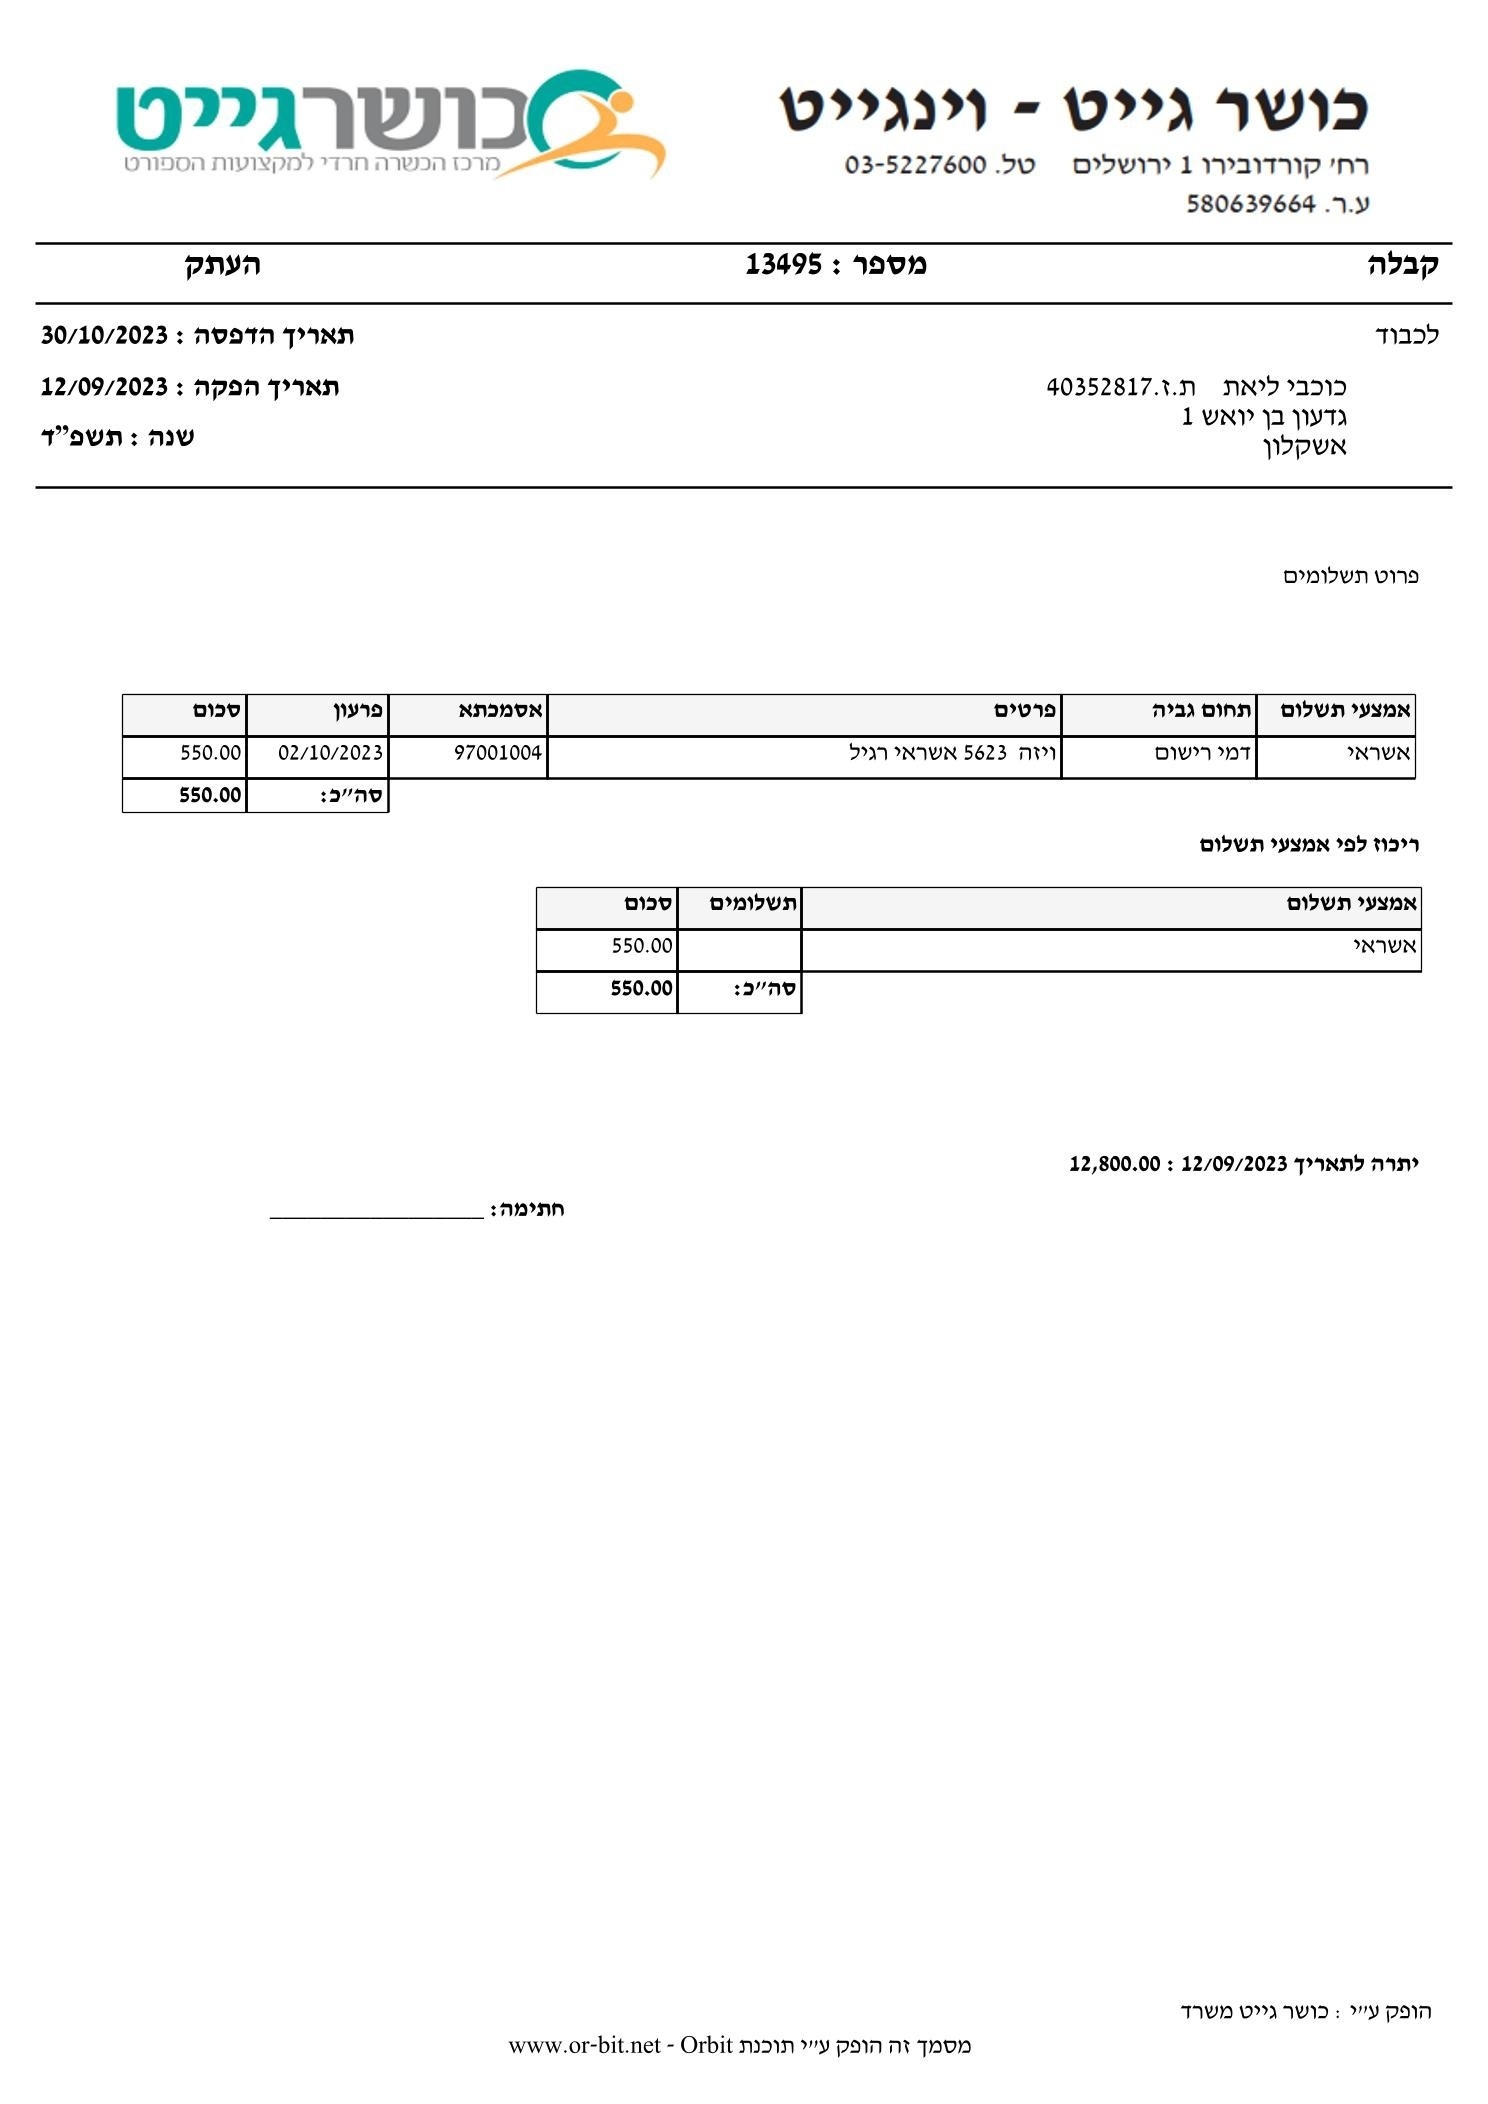 כושר גייט - וינגייט
כושרגייט
מרכז הכשרה חרדי למקצועות הספורט
רח' קורדובירו 1 ירושלים טל. 03-5227600
ע.ר. 580639664
קבלה מספר : 13495 העתק
לכבוד תאריך הדפסה : 30/10/2023
כוכבי ליאת ת.ז.40352817 תאריך הפקה : 12/09/2023
גדעון בן יואש 1
אשקלון שנה : תשפ"ד
פרוט תשלומים
אמצעי תשלום תחום גביה פרטים אסמכתא פרעון סכום
אשראי דמי רישום ויזה 5623 אשראי רגיל 97001004 02/10/2023 550.00
סה"כ: 550.00
ריכוז לפי אמצעי תשלום
אמצעי תשלום תשלומים סכום
אשראי 550.00
סה"כ: 550.00
יתרה לתאריך 12/09/2023 : 12,800.00
חתימה: _________________
הופק ע"י : כושר גייט משרד
מסמך זה הופק ע"י תוכנת www.or-bit.net - Orbit